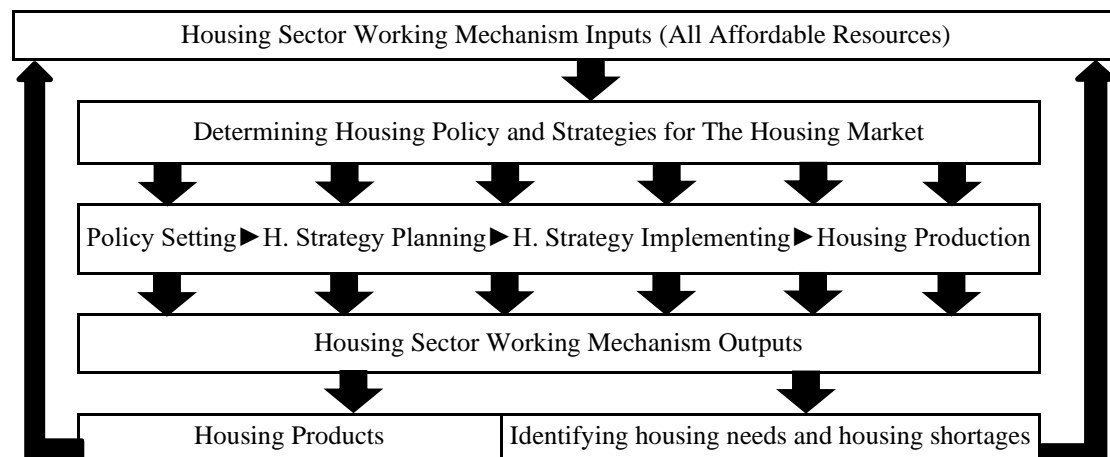 Housing Sector Working Mechanism Inputs (All Affordable Resources)
Determining Housing Policy and Strategies for The Housing Market
Policy Setting►H. Strategy Planning►H. Strategy Implementing►Housing Production
Housing Sector Working Mechanism Outputs
Housing Products
Identifying housing needs and housing shortages